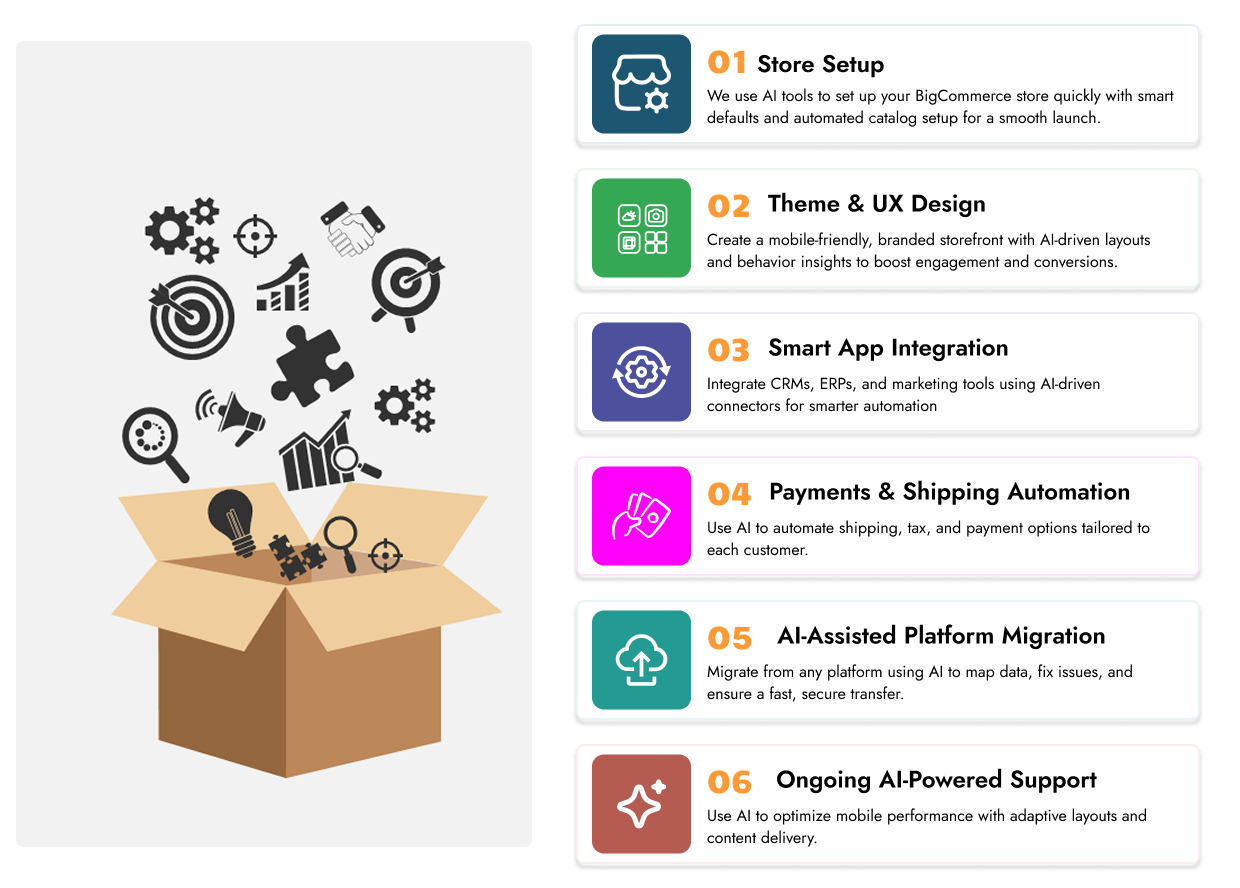 01 Store Setup
We use AI tools to set up your BigCommerce store quickly with smart
defaults and automated catalog setup for a smooth launch.
02 Theme & UX Design
Create a mobile-friendly, branded storefront with AI-driven layouts
and behavior insights to boost engagement and conversions.
03 Smart App Integration
Integrate CRMs, ERPs, and marketing tools using AI-driven
connectors for smarter automation
04 Payments & Shipping Automation
Use AI to automate shipping, tax, and payment options tailored to
each customer.
05 AI-Assisted Platform Migration
Migrate from any platform using AI to map data, fix issues, and
ensure a fast, secure transfer.
06 Ongoing AI-Powered Support
Use AI to optimize mobile performance with adaptive layouts and
content delivery.